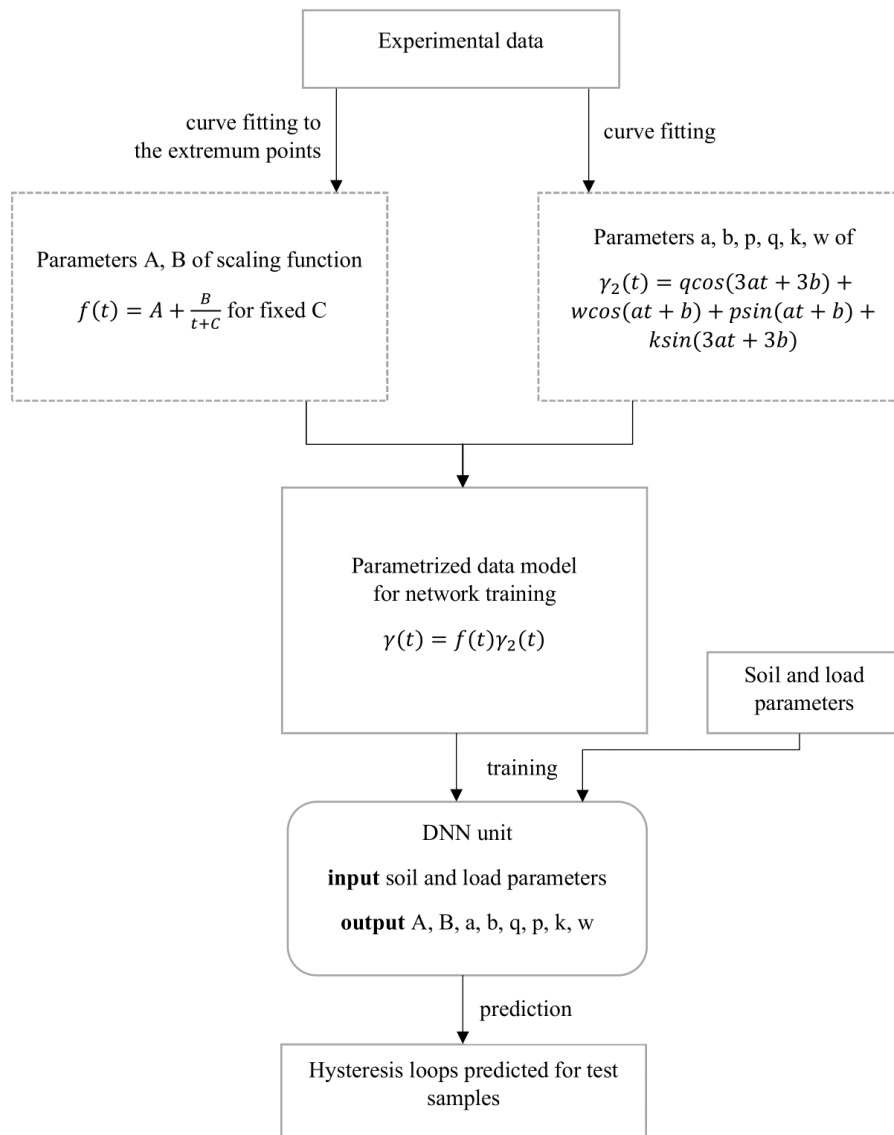 Experimental data
curve fitting to
the extremum points
curve fitting
Parameters A, B of scaling function
f(t) = A + B/(t+C) for fixed C
Parameters a, b, p, q, k, w of
γ₂(t) = qcos(3at + 3b) +
wcos(at + b) + psin(at + b) +
ksin(3at + 3b)
Parametrized data model
for network training
γ(t) = f(t)γ₂(t)
Soil and load
parameters
training
DNN unit
input soil and load parameters
output A, B, a, b, q, p, k, w
prediction
Hysteresis loops predicted for test
samples